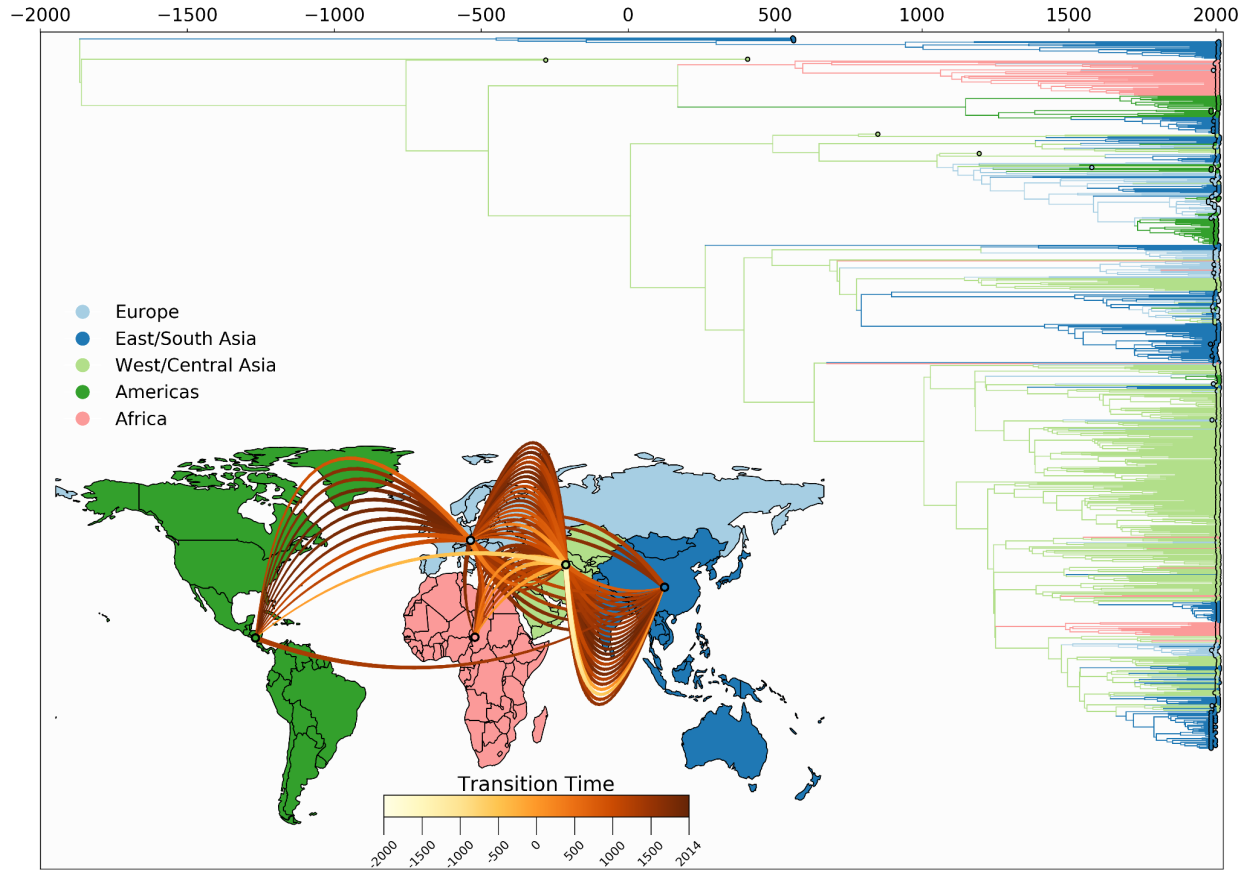 −2000 −1500 −1000 −500 0 500 1000 1500 2000
Europe
East/South Asia
West/Central Asia
Americas
Africa
Transition Time
-2000 -1500 -1000 -500 0 500 1000 1500 2014